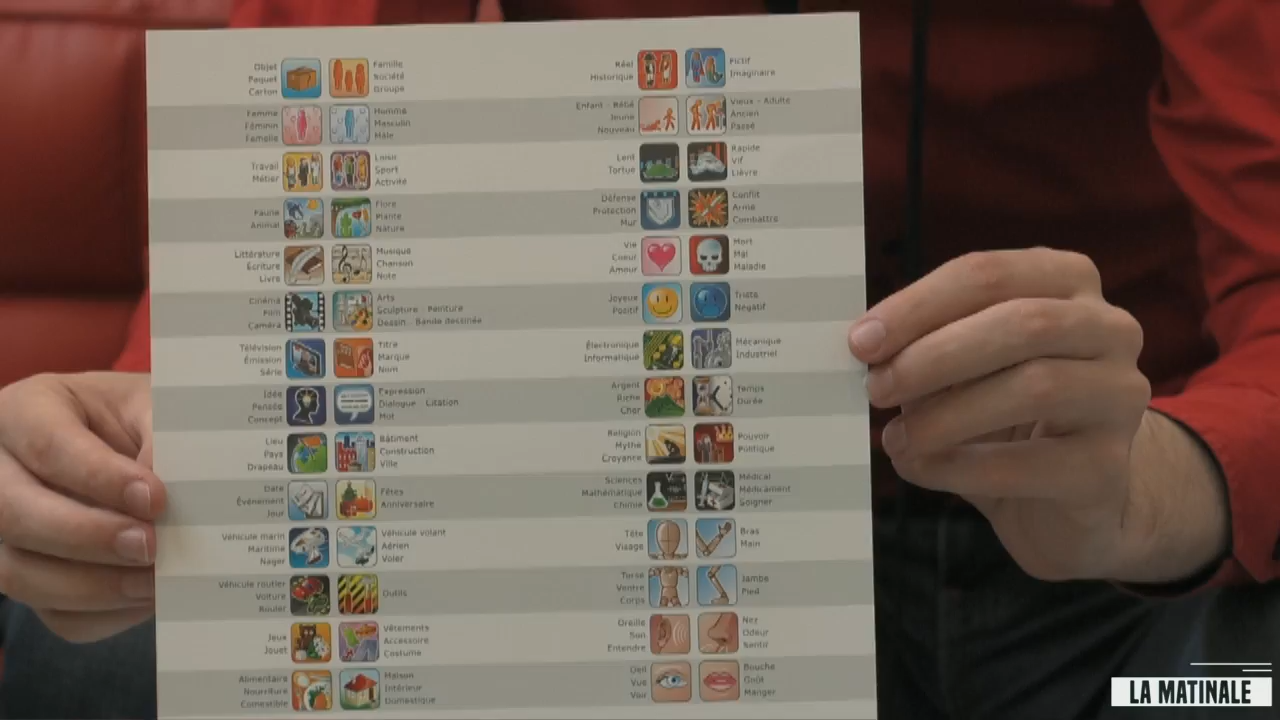 Objet
Paquet
Carton
Famille
Société
Groupe
Femme
Féminin
Femelle
Homme
Masculin
Mâle
Travail
Métier
Loisir
Sport
Activité
Faune
Animal
Flore
Plante
Nature
Littérature
Ecriture
Livre
Musique
Chanson
Note
Cinéma
Film
Caméra
Arts
Sculpture - Peinture
Dessin - Bande dessinée
Télévision
Émission
Série
Titre
Marque
Nom
Idée
Pensée
Concept
Expression
Dialogue - Citation
Mot
Lieu
Pays
Drapeau
Bâtiment
Construction
Ville
Date
Événement
Jour
Fêtes
Anniversaire
Véhicule marin
Maritime
Nager
Véhicule volant
Aérien
Voler
Véhicule routier
Voiture
Rouler
Outils
Jeux
Jouet
Vêtements
Accessoire
Costume
Alimentaire
Nourriture
Comestible
Maison
Intérieur
Domestique
Réel
Historique
Fictif
Imaginaire
Enfant - Bébé
Jeune
Nouveau
Vieux - Adulte
Ancien
Passé
Lent
Tortue
Rapide
Vif
Lièvre
Défense
Protection
Mur
Conflit
Arme
Combattre
Vie
Coeur
Amour
Mort
Mal
Maladie
Joyeux
Positif
Triste
Négatif
Électronique
Informatique
Mécanique
Industriel
Argent
Riche
Cher
Temps
Durée
Religion
Mythe
Croyance
Pouvoir
Politique
Sciences
Mathématique
Chimie
Médical
Médicament
Soigner
Tête
Visage
Bras
Main
Torse
Ventre
Corps
Jambe
Pied
Oreille
Son
Entendre
Nez
Odeur
Sentir
Oeil
Vue
Voir
Bouche
Goût
Manger
LA MATINALE